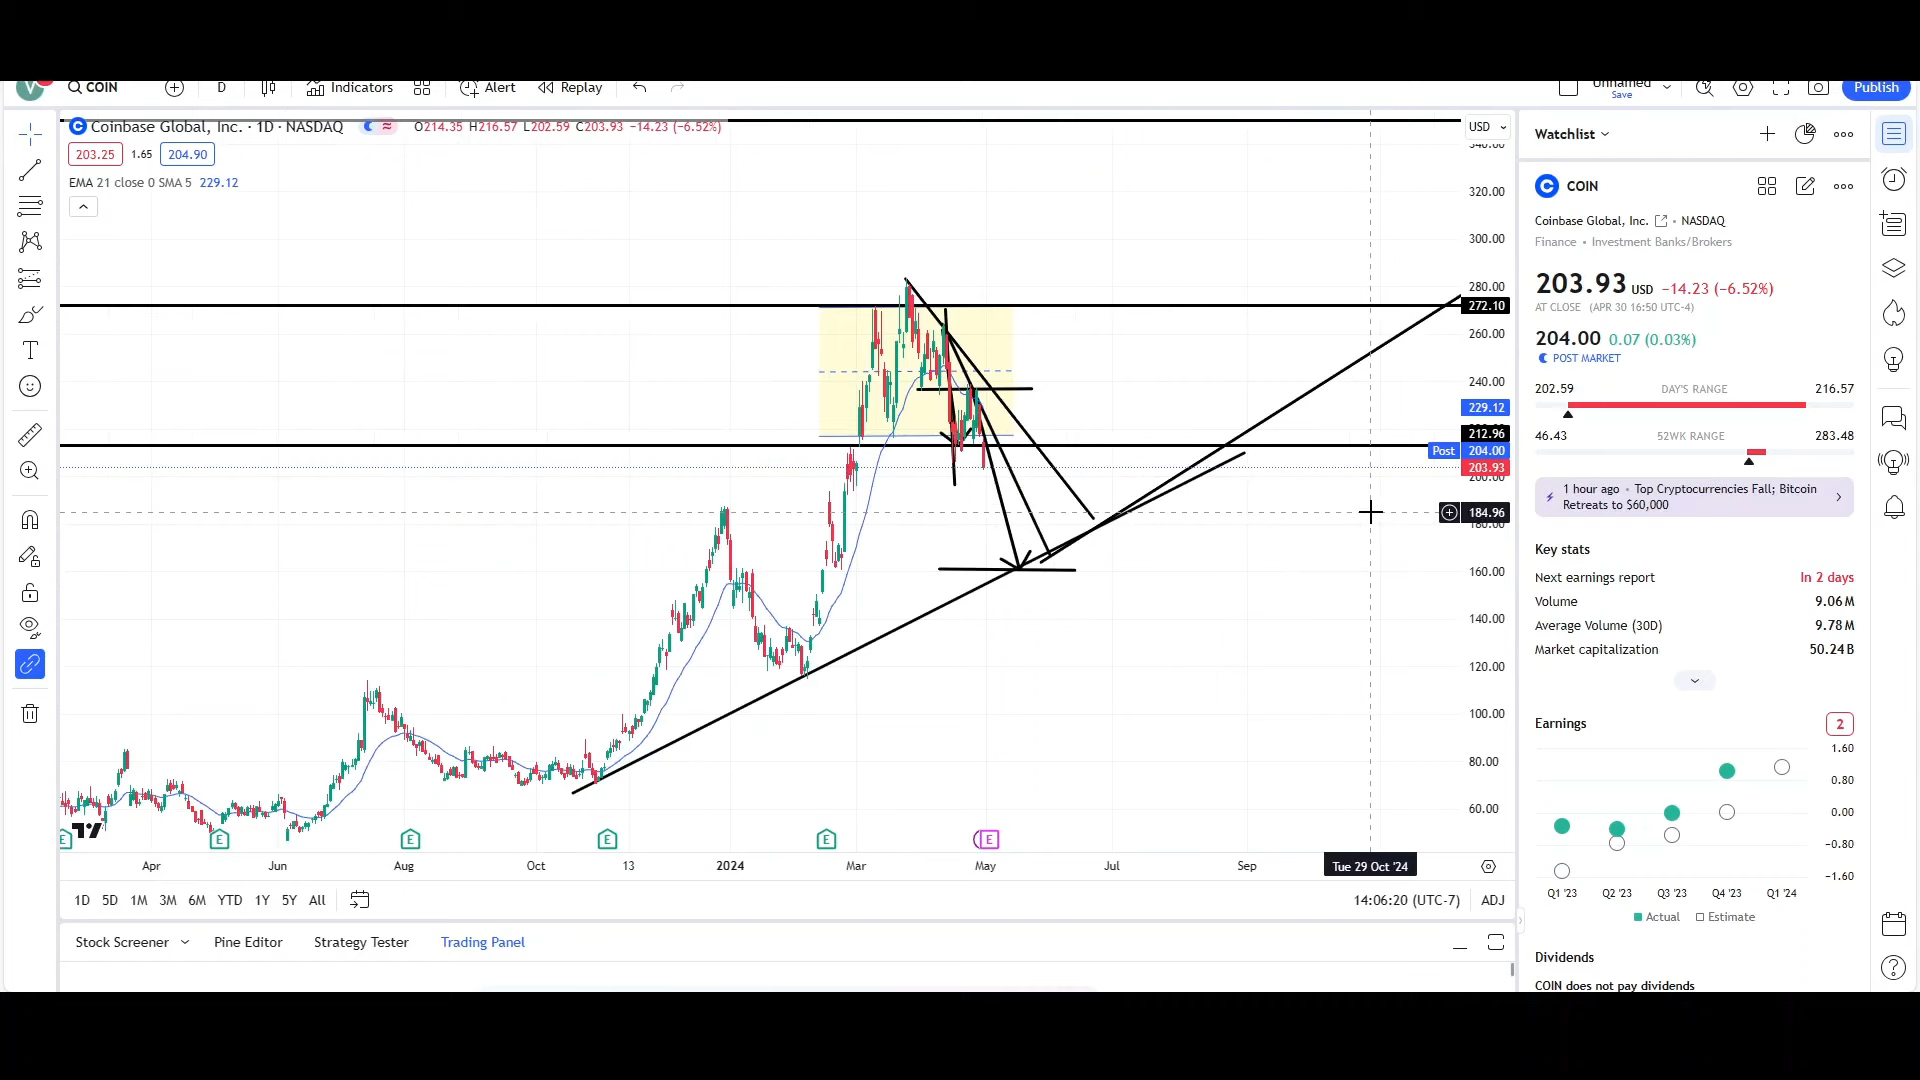 V COIN D Indicators Alert Replay Unnamed Save Publish
Coinbase Global, Inc. · 1D · NASDAQ O214.35 H216.57 L202.59 C203.93 −14.23 (−6.52%) USD
203.25 1.65 204.90
EMA 21 close 0 SMA 5 229.12
340.00
320.00
300.00
280.00
272.10
260.00
240.00
229.12
212.96
Post 204.00
203.93
200.00
184.96
180.00
160.00
140.00
120.00
100.00
80.00
60.00
E E E E E E
Apr Jun Aug Oct 13 2024 Mar May Jul Sep Tue 29 Oct '24
1D 5D 1M 3M 6M YTD 1Y 5Y All 14:06:20 (UTC-7) ADJ
Stock Screener Pine Editor Strategy Tester Trading Panel
Watchlist
COIN
Coinbase Global, Inc. • NASDAQ
Finance • Investment Banks/Brokers
203.93 USD −14.23 (−6.52%)
AT CLOSE (APR 30 16:50 UTC-4)
204.00 0.07 (0.03%)
POST MARKET
202.59 DAY'S RANGE 216.57
46.43 52WK RANGE 283.48
1 hour ago • Top Cryptocurrencies Fall; Bitcoin
Retreats to $60,000
Key stats
Next earnings report In 2 days
Volume 9.06M
Average Volume (30D) 9.78M
Market capitalization 50.24B
Earnings 2
1.60
0.80
0.00
−0.80
−1.60
Q1 '23 Q2 '23 Q3 '23 Q4 '23 Q1 '24
Actual Estimate
Dividends
COIN does not pay dividends